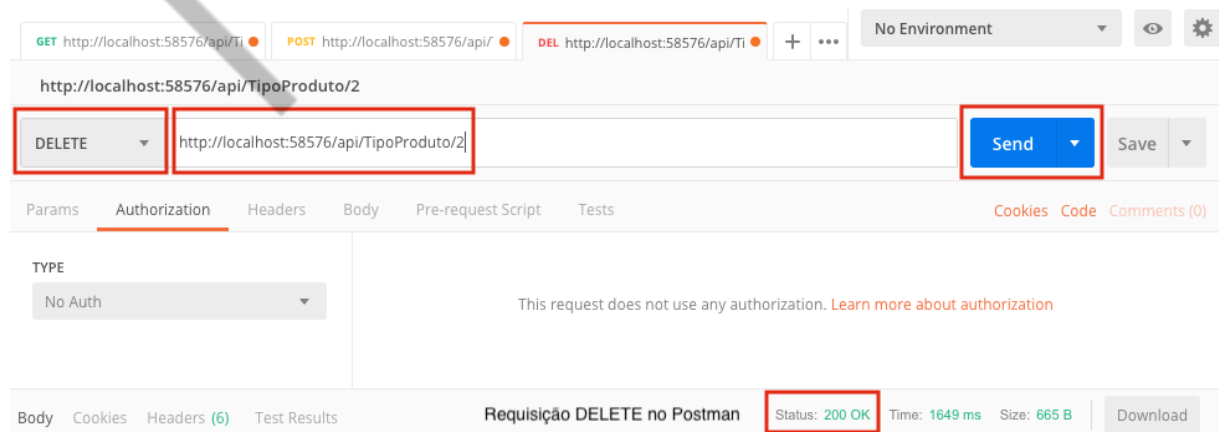 GET http://localhost:58576/api/Ti POST http://localhost:58576/api/ DEL http://localhost:58576/api/Ti + ••• No Environment
http://localhost:58576/api/TipoProduto/2
DELETE http://localhost:58576/api/TipoProduto/2 Send Save
Params Authorization Headers Body Pre-request Script Tests Cookies Code Comments (0)
TYPE
No Auth This request does not use any authorization. Learn more about authorization
Body Cookies Headers (6) Test Results Requisição DELETE no Postman Status: 200 OK Time: 1649 ms Size: 665 B Download